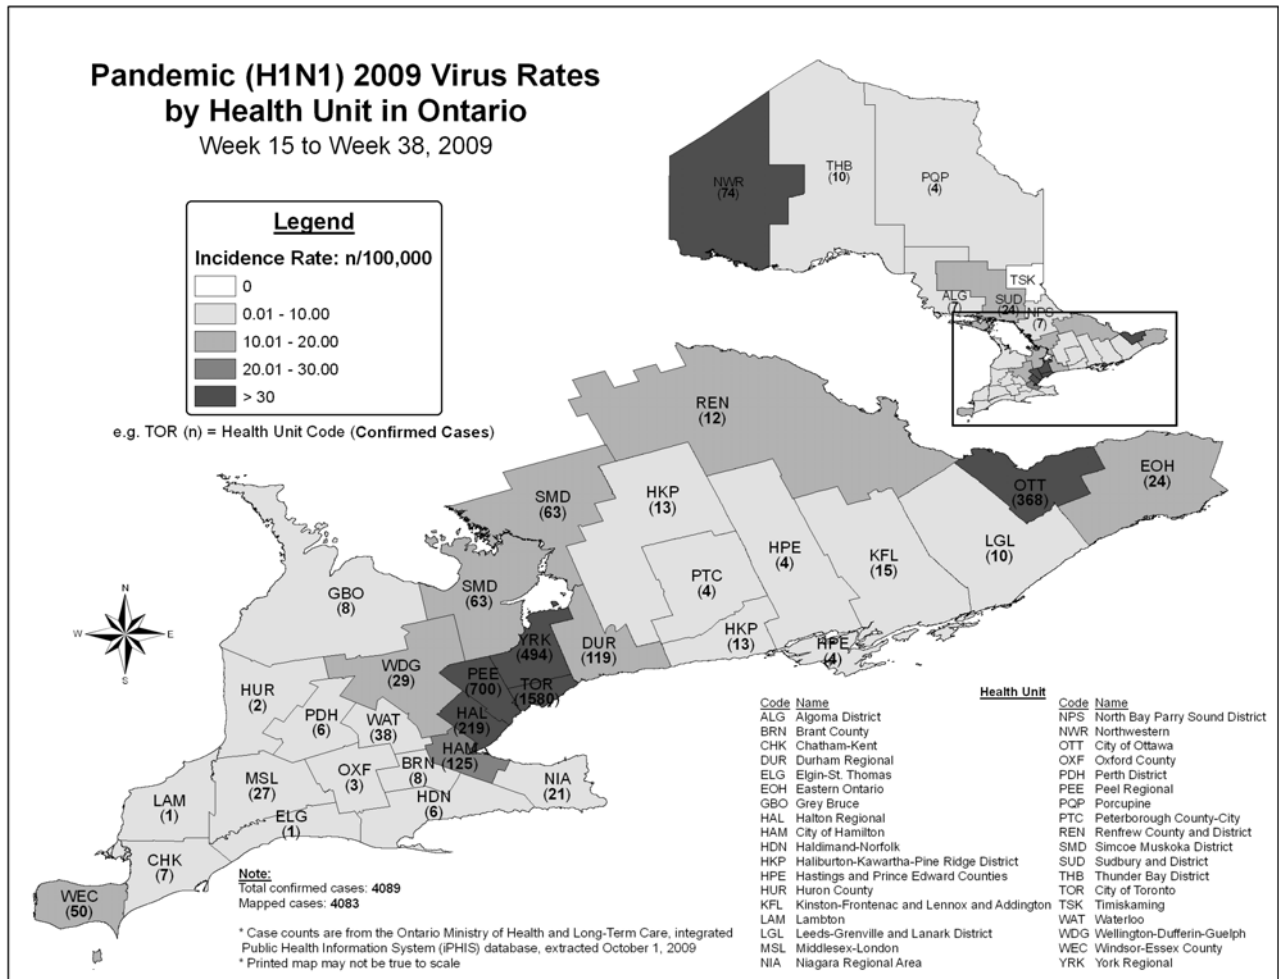 Pandemic (H1N1) 2009 Virus Rates
by Health Unit in Ontario
Week 15 to Week 38, 2009
Legend
Incidence Rate: n/100,000
0
0.01 - 10.00
10.01 - 20.00
20.01 - 30.00
> 30
e.g. TOR (n) = Health Unit Code (Confirmed Cases)
NWR
(74)
THB
(10)
PQP
(4)
TSK
ALG
(7)
SUD
(24)
NPS
(7)
REN
(12)
SMD
(63)
HKP
(13)
OTT
(368)
EOH
(24)
LGL
(10)
HPE
(4)
KFL
(15)
PTC
(4)
SMD
(63)
GBO
(8)
HKP
(13)
HPE
(4)
YRK
(494)
DUR
(119)
WDG
(29)
PEE
(700)
TOR
(1580)
HUR
(2)
PDH
(6)
WAT
(38)
HAL
(219)
HAM
(125)
MSL
(27)
OXF
(3)
BRN
(8)
NIA
(21)
LAM
(1)
ELG
(1)
HDN
(6)
CHK
(7)
WEC
(50)
N
W
E
S
Note:
Total confirmed cases: 4089
Mapped cases: 4083
* Case counts are from the Ontario Ministry of Health and Long-Term Care, integrated
Public Health Information System (iPHIS) database, extracted October 1, 2009
* Printed map may not be true to scale
Health Unit
Code Name
ALG Algoma District
BRN Brant County
CHK Chatham-Kent
DUR Durham Regional
ELG Elgin-St. Thomas
EOH Eastern Ontario
GBO Grey Bruce
HAL Halton Regional
HAM City of Hamilton
HDN Haldimand-Norfolk
HKP Haliburton-Kawartha-Pine Ridge District
HPE Hastings and Prince Edward Counties
HUR Huron County
KFL Kinston-Frontenac and Lennox and Addington
LAM Lambton
LGL Leeds-Grenville and Lanark District
MSL Middlesex-London
NIA Niagara Regional Area
Code Name
NPS North Bay Parry Sound District
NWR Northwestern
OTT City of Ottawa
OXF Oxford County
PDH Perth District
PEE Peel Regional
PQP Porcupine
PTC Peterborough County-City
REN Renfrew County and District
SMD Simcoe Muskoka District
SUD Sudbury and District
THB Thunder Bay District
TOR City of Toronto
TSK Timiskaming
WAT Waterloo
WDG Wellington-Dufferin-Guelph
WEC Windsor-Essex County
YRK York Regional